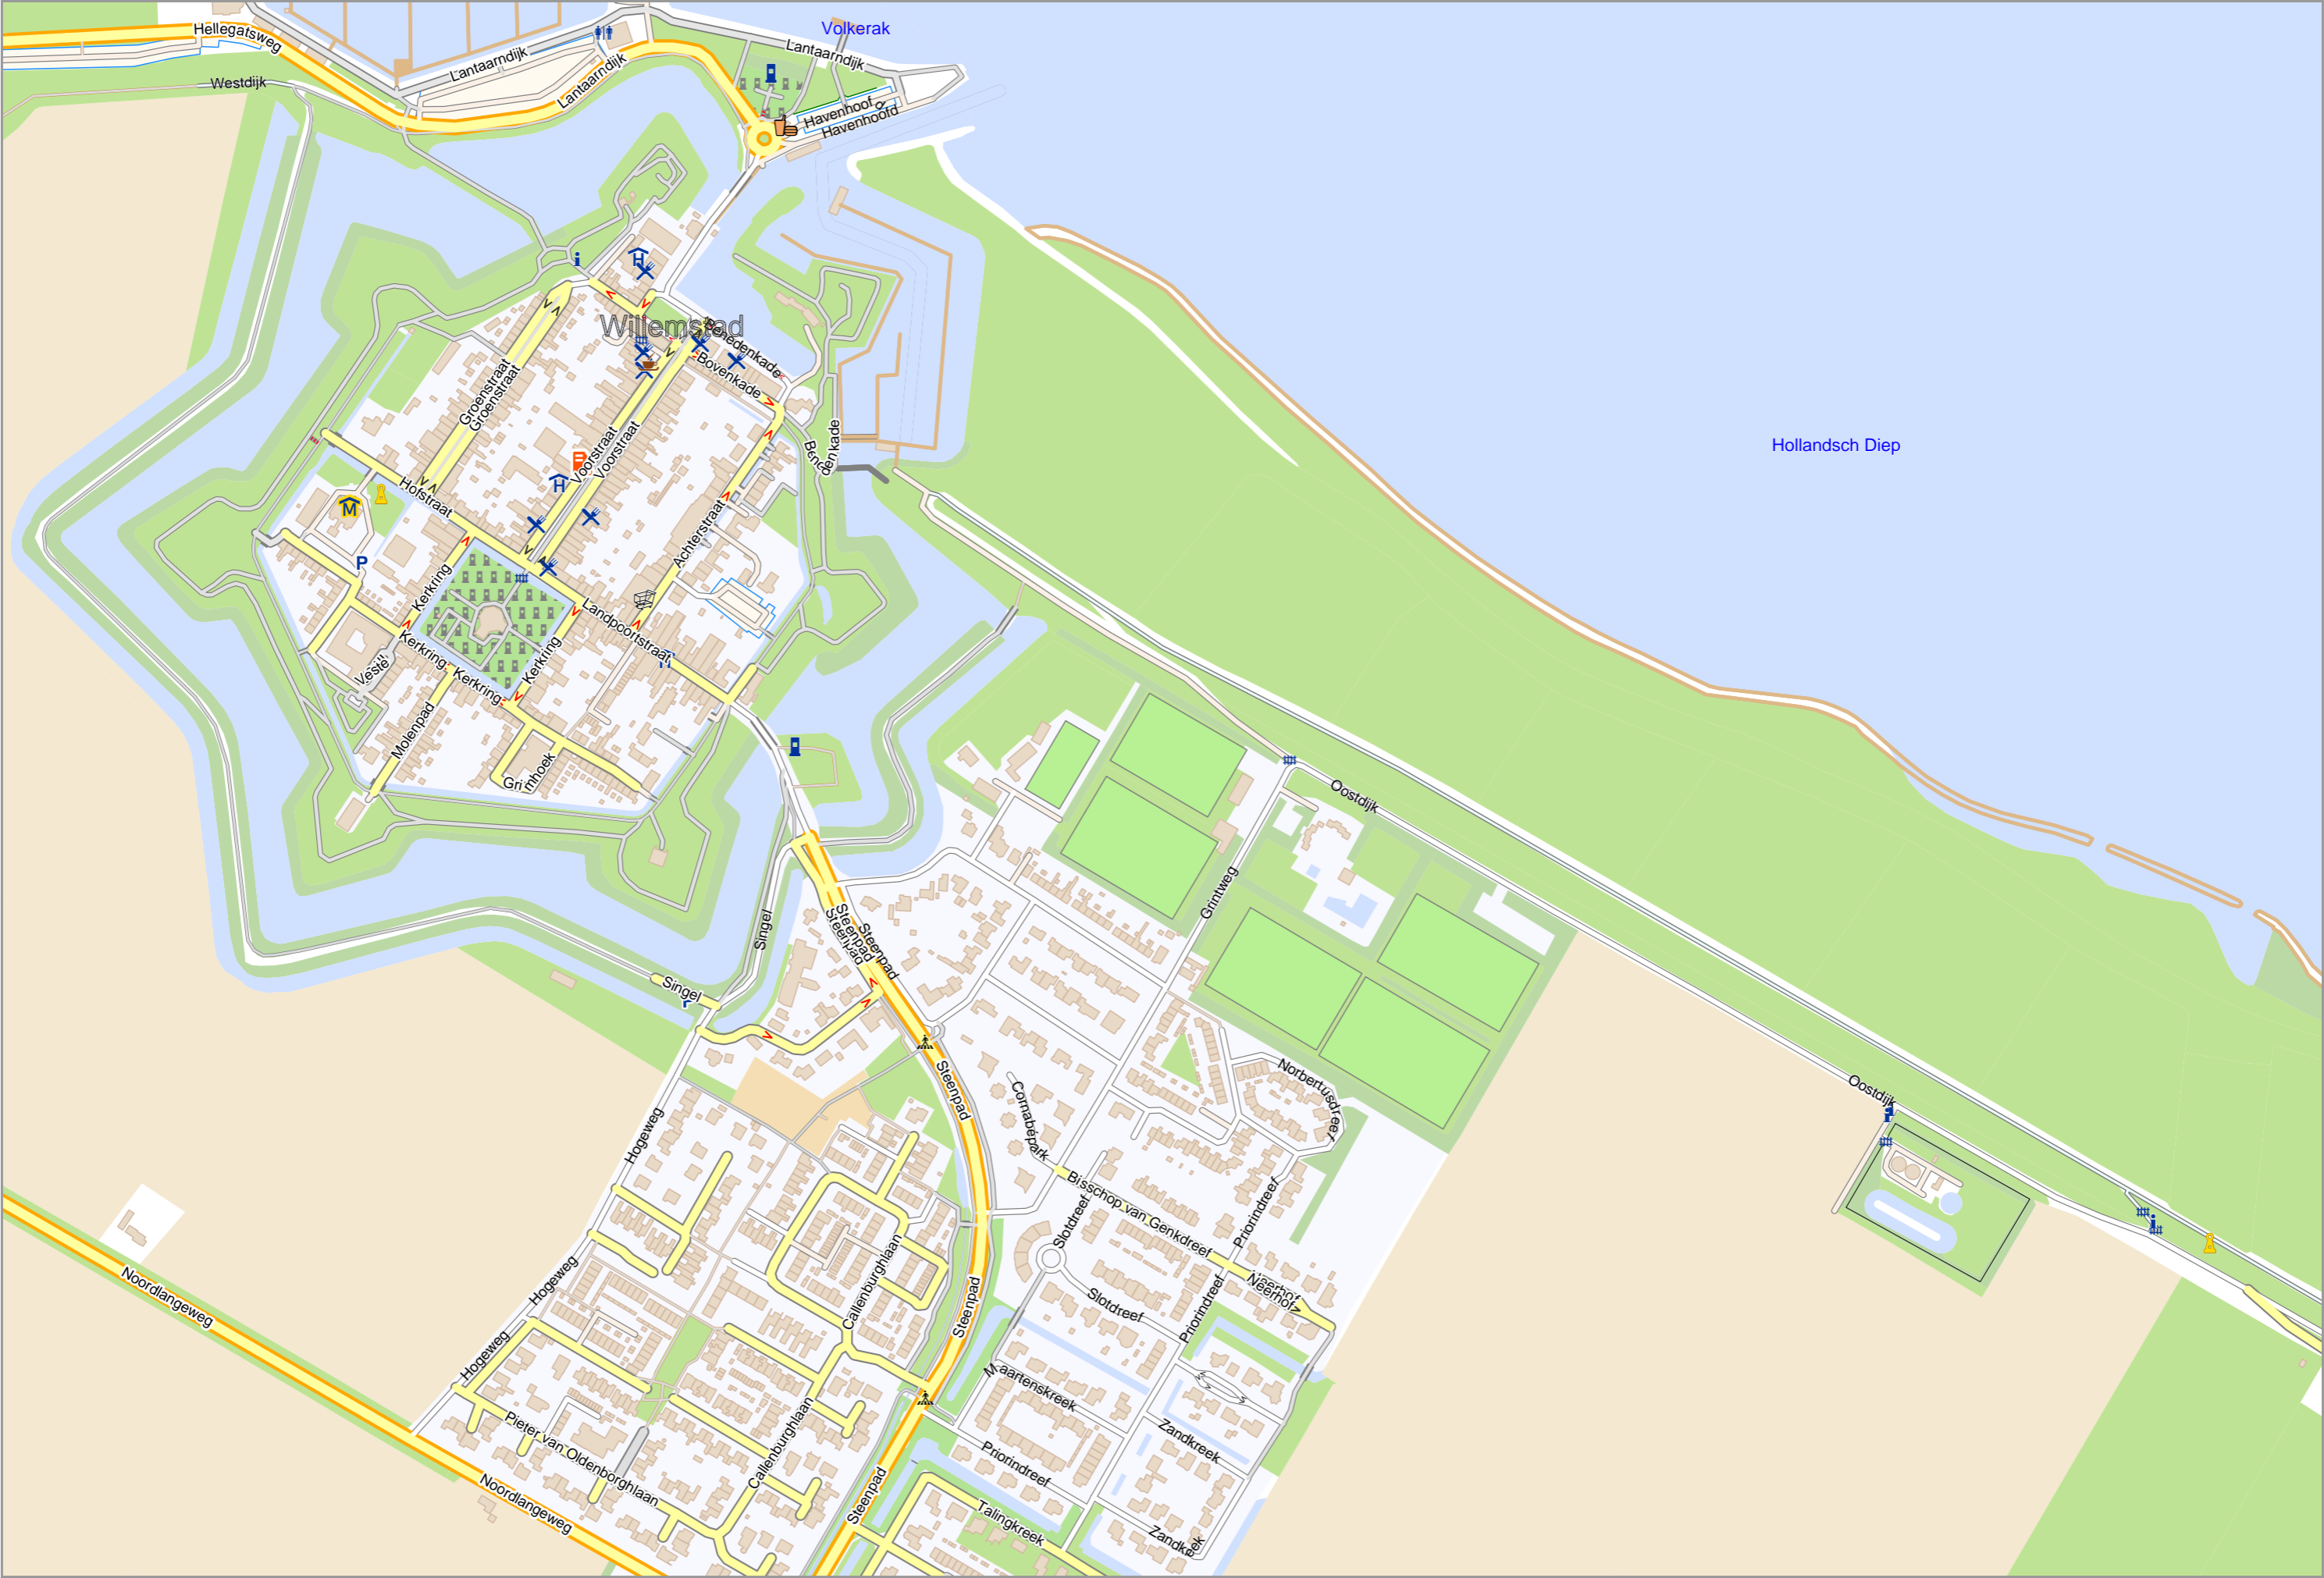 Volkerak
Hellegatsweg
Lantaarndijk
Lantaarndijk
Lantaarndijk
Westdijk
Havenhoofd
Havenhoofd
Willemstad
Benedenkade
Bovenkade
Groenstraat
Groenstraat
Voorstraat
Voorstraat
Benedenkade
Hollandsch Diep
Hofstraat
Achterstraat
M
P
H
H
Kerkring
Landpoortstraat
Kerkring
Kerkring
Kerkring
Veste
Molenpad
Grimhoek
Oostdijk
Grintweg
Singel
Steenpad
Steenpad
Steenpad
Singel
Steenpad
Cornabépark
Norbertusdreef
Oostdijk
Hogeweg
Bisschop van Genkdreef
Slotdreef
Priorindreef
Callenburghlaan
Hogeweg
Noordlangeweg
Neerhof
Neerhof
Slotdreef
Priorindreef
Steenpad
Hogeweg
Maartenskreek
Pieter van Oldenborghlaan
Callenburghlaan
Zandkreek
Priorindreef
Steenpad
Noordlangeweg
Talingkreek
Zandkreek